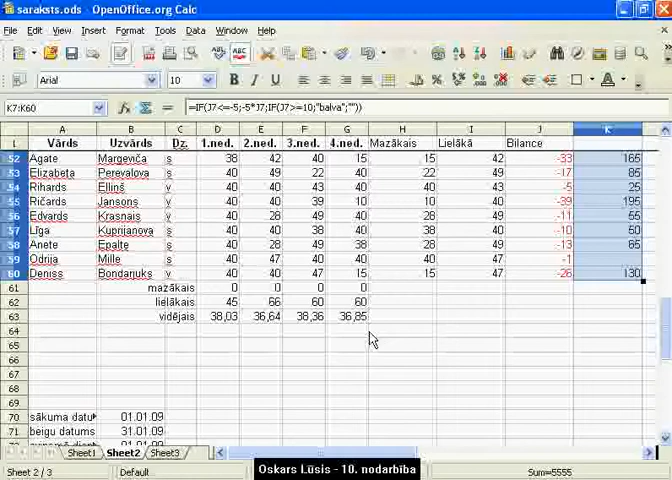 saraksts.ods - OpenOffice.org Calc
File Edit View Insert Format Tools Data Window Help
Arial 10
K7:K60 =IF(J7<=-5;-5*J7;IF(J7>=10;"balva";""))
L A B C D E F G H I J K
1 Vārds Uzvārds Dz. 1.ned. 2.ned. 3.ned. 4.ned. Mazākais Lielākā Bilance
52 Agate Margeviča s 38 42 40 15 15 42 -33 165
53 Elizabeta Perevalova s 40 49 22 40 22 49 -17 85
54 Rihards Elliņš v 40 40 43 40 40 43 -5 25
55 Ričards Jansons v 40 40 39 10 10 49 -39 195
56 Edvards Krasnais v 40 28 49 40 28 49 -11 55
57 Līga Kuprijanova s 40 40 38 40 38 49 -10 50
58 Anete Epalte s 40 28 49 38 28 49 -13 65
59 Odrija Mille s 40 47 40 40 40 47 -1
60 Deniss Bondaņuks v 40 40 47 15 15 47 -26 130
61 mazākais 0 0 0 0
62 lielākais 45 66 60 60
63 vidējais 38,03 36,64 38,36 36,85
64
65
66
67
68
69
70 sākuma datu 01.01.09
71 beigu datums 31.01.09
Sheet1 Sheet2 Sheet3
Sheet 2 / 3 Default Sum=5555
Oskars Lūsis - 10. nodarbība